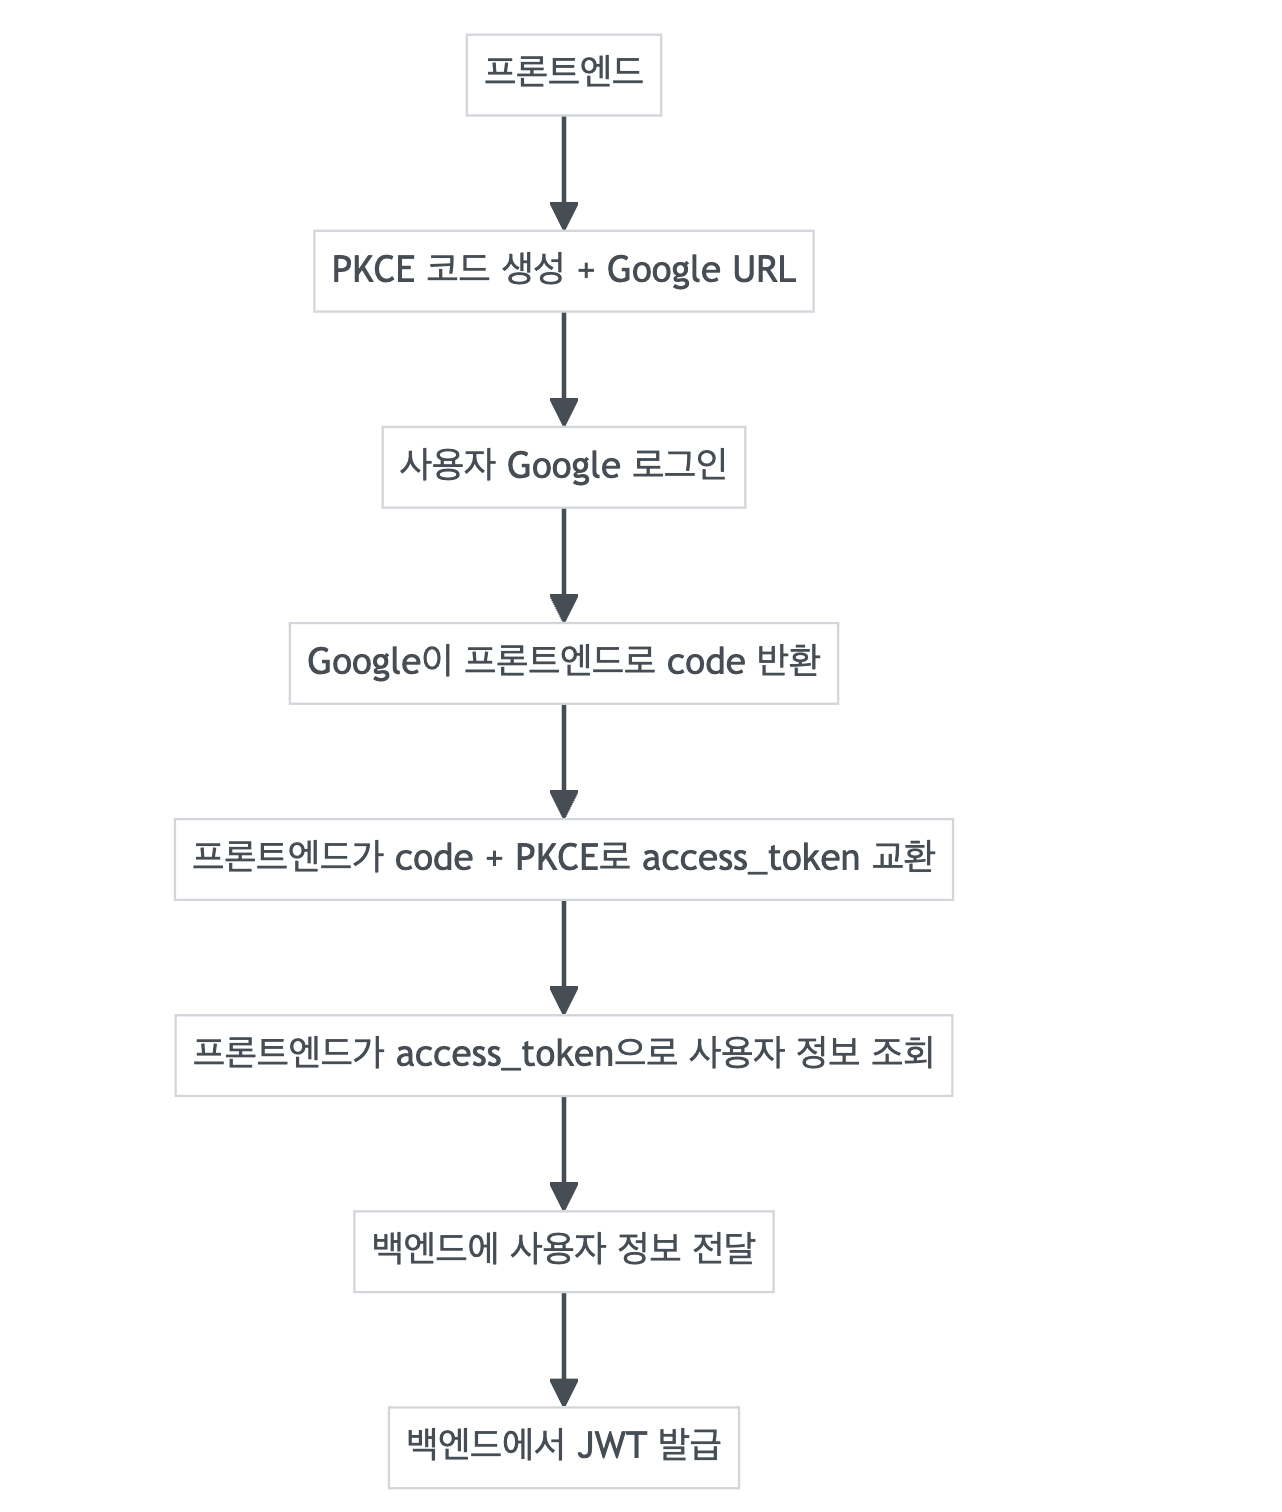 프론트엔드
PKCE 코드 생성 + Google URL
사용자 Google 로그인
Google이 프론트엔드로 code 반환
프론트엔드가 code + PKCE로 access_token 교환
프론트엔드가 access_token으로 사용자 정보 조회
백엔드에 사용자 정보 전달
백엔드에서 JWT 발급